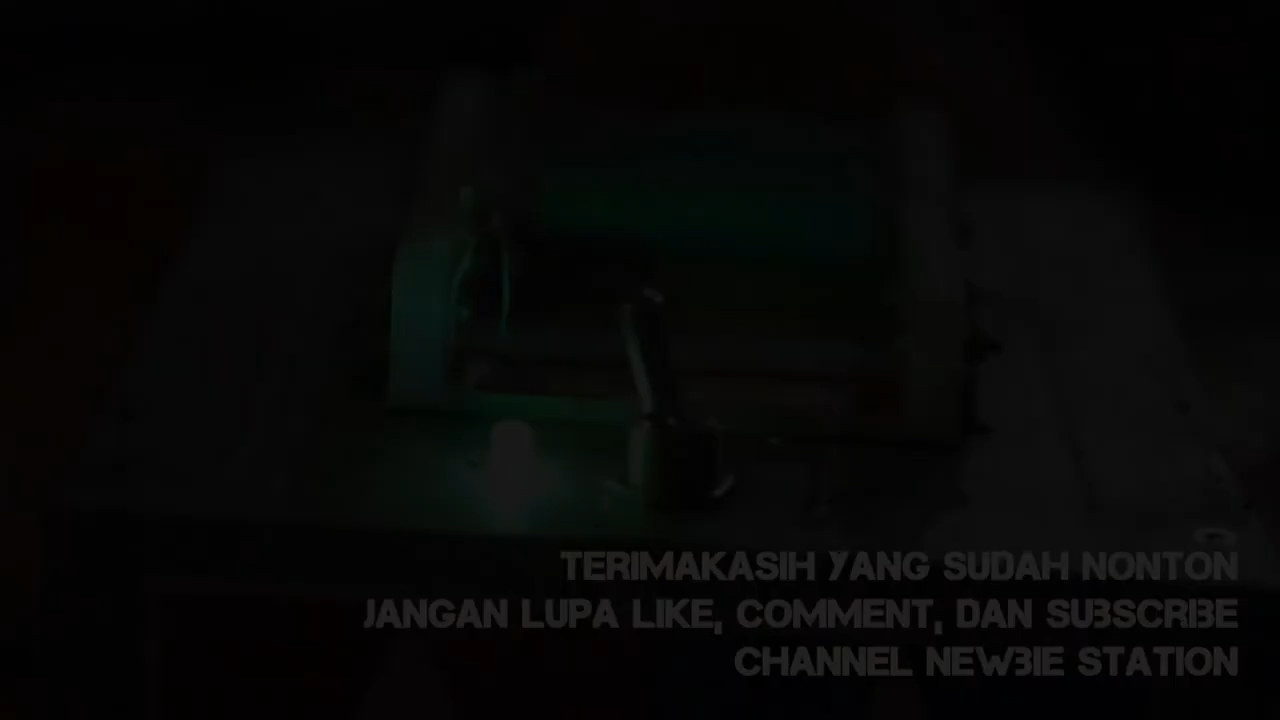 TERIMAKASIH YANG SUDAH NONTON
JANGAN LUPA LIKE, COMMENT, DAN SUBSCRIBE
CHANNEL NEWBIE STATION